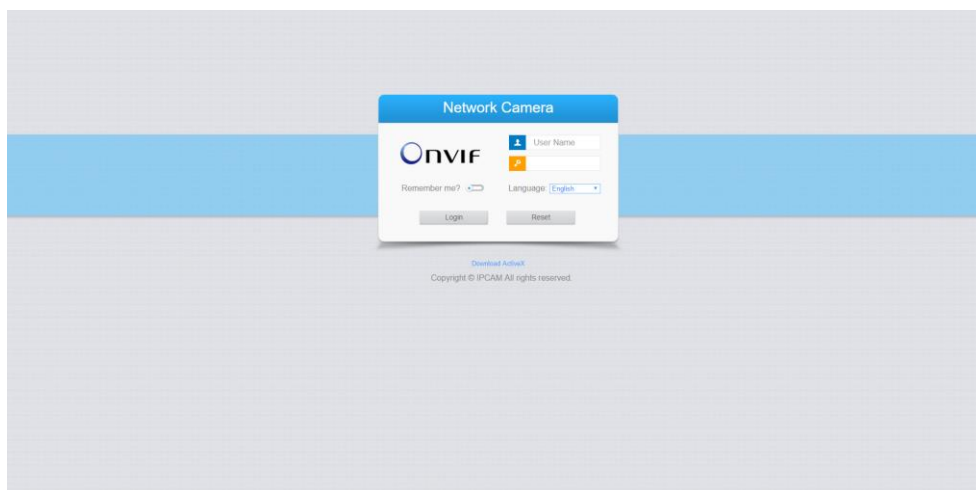 Network Camera
ONVIF
User Name
Remember me?
Language: English
Login
Reset
Download ActiveX
Copyright © IPCAM All rights reserved.